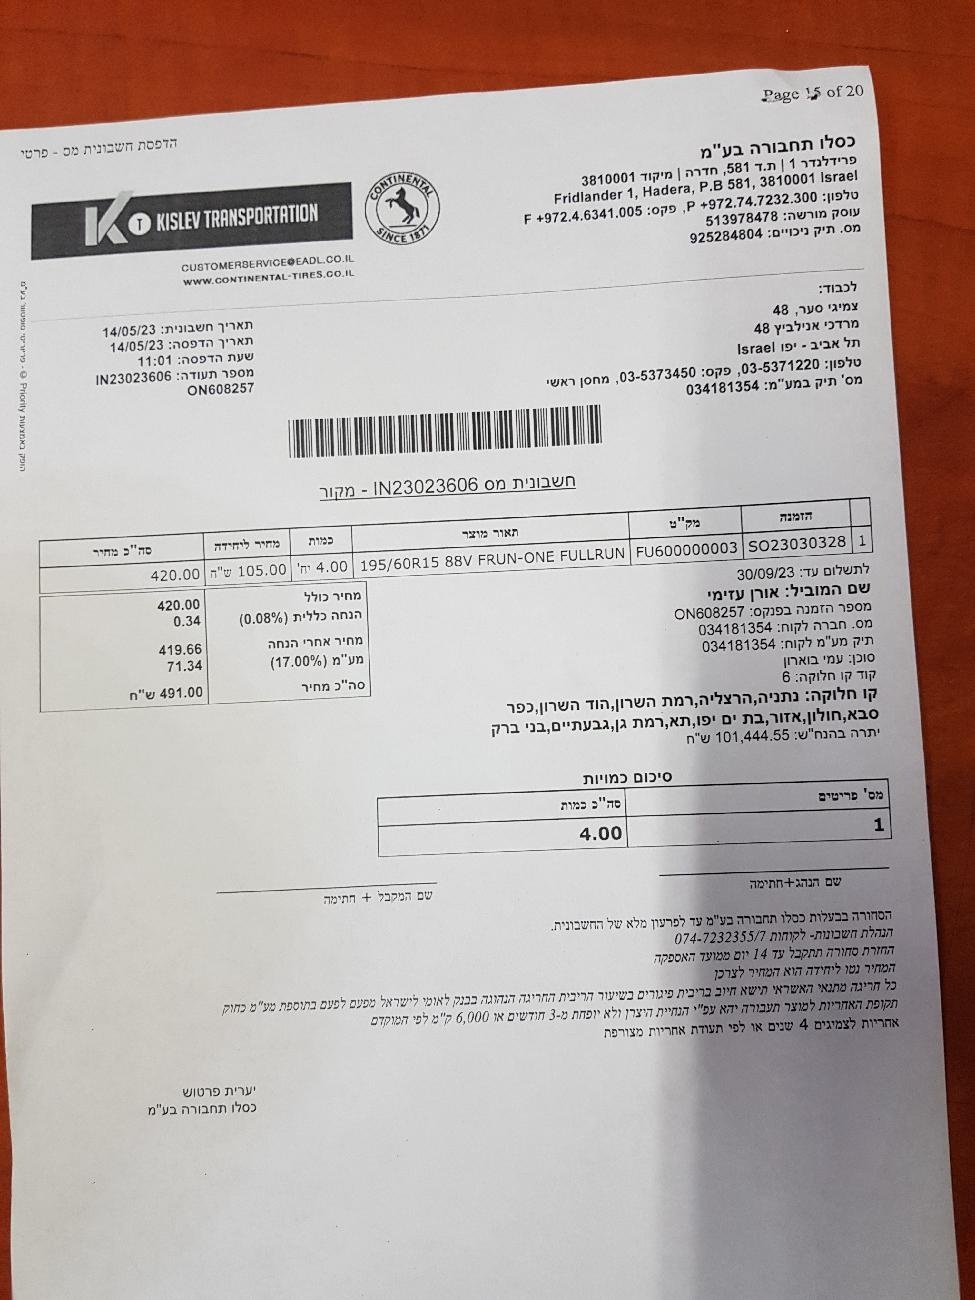 Page 15 of 20
הדפסת חשבונית מס - פרטי
כסלו תחבורה בע"מ
פרידלנדר 1 | ת.ד 581, חדרה | מיקוד 3810001
Fridlander 1, Hadera, P.B 581, 3810001 Israel
טלפון: P +972.74.7232.300, פקס: F +972.4.6341.005
עוסק מורשה: 513978478
מס. תיק ניכויים: 925284804
KISLEV TRANSPORTATION
CONTINENTAL
SINCE 1871
CUSTOMERSERVICE@EADL.CO.IL
WWW.CONTINENTAL-TIRES.CO.IL
לכבוד:
צמיגי סער, 48
מרדכי אנילביץ 48
תל אביב - יפו Israel
טלפון: 03-5371220, פקס: 03-5373450, מחסן ראשי
מס' תיק במע"מ: 034181354
תאריך חשבונית: 14/05/23
תאריך הדפסה: 14/05/23
שעת הדפסה: 11:01
מספר תעודה: IN23023606
ON608257
חשבונית מס IN23023606 - מקור
הזמנה מק"ט תאור מוצר כמות מחיר ליחידה סה"כ מחיר
1 SO23030328 FU600000003 195/60R15 88V FRUN-ONE FULLRUN 4.00 יח' 105.00 ש"ח 420.00
מחיר כולל 420.00
הנחה כללית (0.08%) 0.34
מחיר אחרי הנחה 419.66
מע"מ (17.00%) 71.34
סה"כ מחיר 491.00 ש"ח
לתשלום עד: 30/09/23
שם המוביל: אורן עזימי
מספר הזמנה בפנקס: ON608257
מס. חברה לקוח: 034181354
תיק מע"מ לקוח: 034181354
סוכן: עמי בוארון
קוד קו חלוקה: 6
קו חלוקה: נתניה,הרצליה,רמת השרון,הוד השרון,כפר
סבא,חולון,אזור,בת ים יפו,תא,רמת גן,גבעתיים,בני ברק
יתרה בהנח"ש: 101,444.55 ש"ח
סיכום כמויות
מס' פריטים סה"כ כמות
1 4.00
שם הנהג+חתימה
שם המקבל + חתימה
הסחורה בבעלות כסלו תחבורה בע"מ עד לפרעון מלא של החשבונית.
הנהלת חשבונות- לקוחות 074-7232355/7
החזרת סחורה תתקבל עד 14 יום ממועד האספקה
המחיר נטו ליחידה הוא המחיר לצרכן
כל חריגה מתנאי האשראי תישא חיוב בריבית פיגורים בשיעור הריבית החריגה הנהוגה בבנק לאומי לישראל מפעם לפעם בתוספת מע"מ כחוק
תקופת האחריות למוצר תעבורה יהא עפ"י הנחיית היצרן ולא יופחת מ-3 חודשים או 6,000 ק"מ לפי המוקדם
אחריות לצמיגים 4 שנים או לפי תעודת אחריות מצורפת
יערית פרטוש
כסלו תחבורה בע"מ